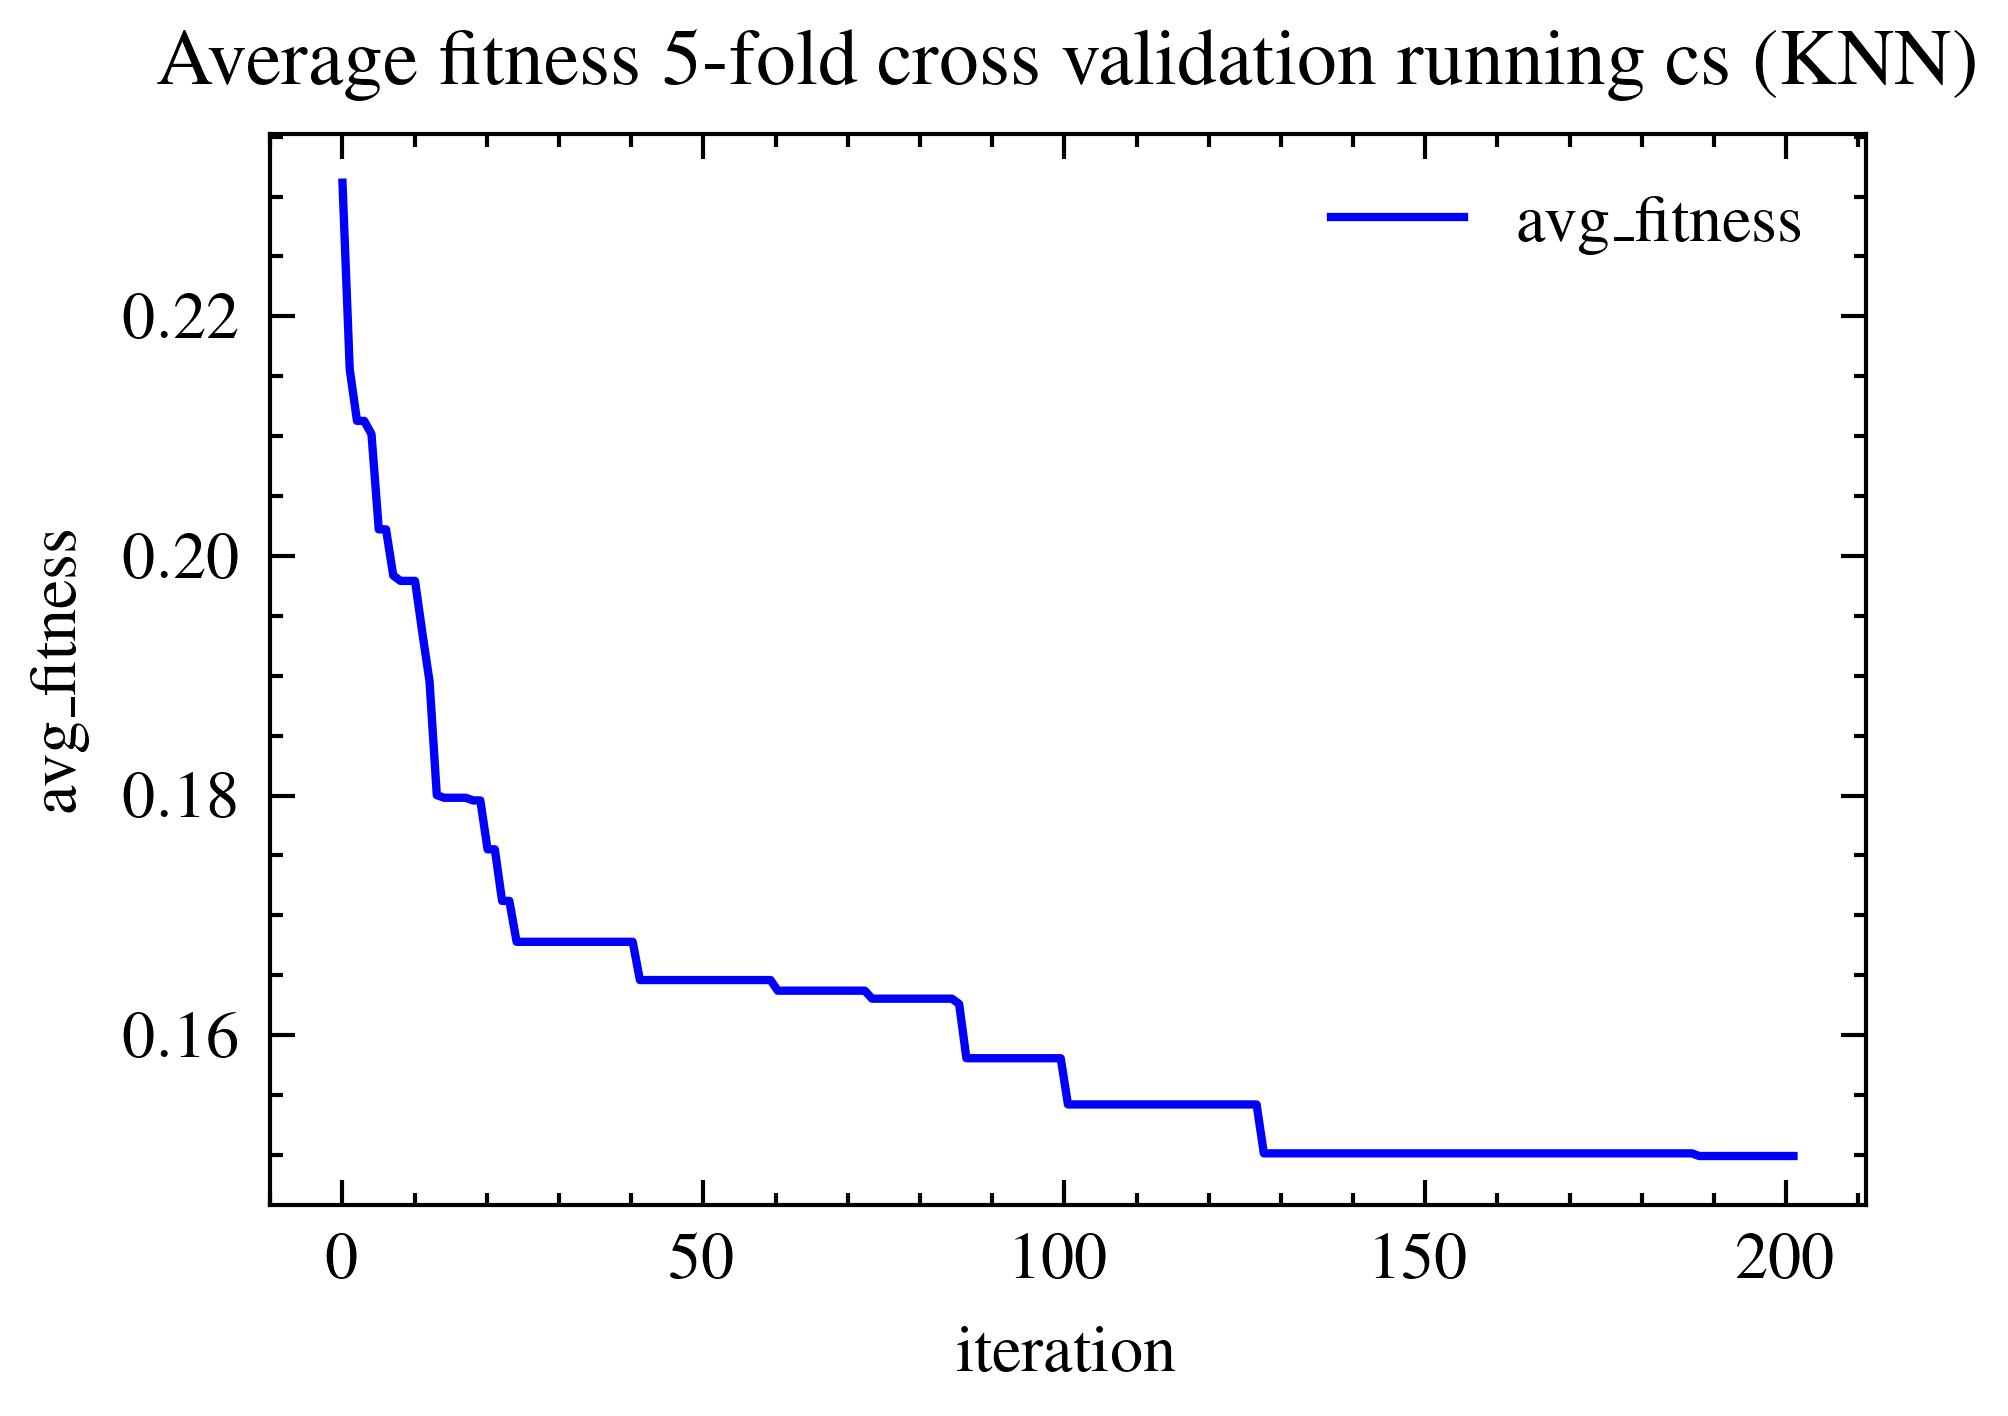 Average fitness 5-fold cross validation running cs (KNN)
avg_fitness
0.22
0.20
0.18
0.16
avg_fitness
0 50 100 150 200
iteration